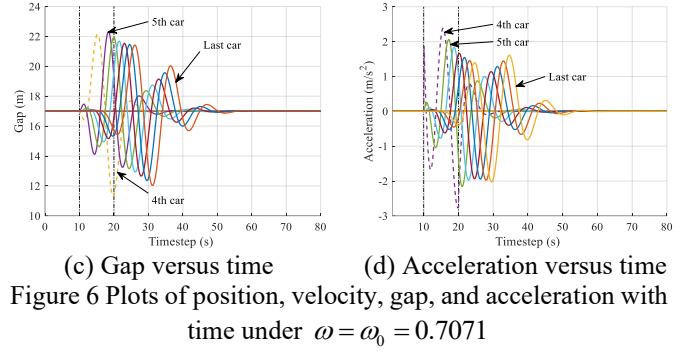 24
22
20
18
16
14
12
10
Gap (m)
5th car
Last car
4th car
0 10 20 30 40 50 60 70 80
Timestep (s)
3
2
1
0
-1
-2
-3
Acceleration (m/s²)
4th car
5th car
Last car
0 10 20 30 40 50 60 70 80
Timestep (s)
(c) Gap versus time
(d) Acceleration versus time
Figure 6 Plots of position, velocity, gap, and acceleration with
time under ω = ω₀ = 0.7071